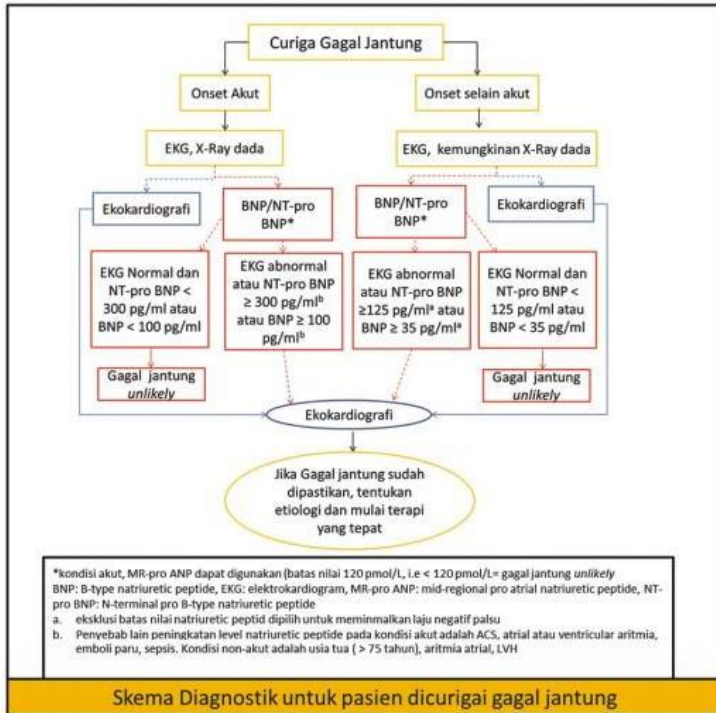 Curiga Gagal Jantung
Onset Akut
Onset selain akut
EKG, X-Ray dada
EKG, kemungkinan X-Ray dada
Ekokardiografi
BNP/NT-pro
BNP*
BNP/NT-pro
BNP*
Ekokardiografi
EKG Normal dan
NT-pro BNP <
300 pg/ml atau
BNP < 100 pg/ml
EKG abnormal
atau NT-pro BNP
≥ 300 pg/mlᵇ
atau BNP ≥ 100
pg/mlᵇ
EKG abnormal
atau NT-pro BNP
≥125 pg/mlᵃ atau
BNP ≥ 35 pg/mlᵃ
EKG Normal dan
NT-pro BNP <
125 pg/ml atau
BNP < 35 pg/ml
Gagal jantung
unlikely
Gagal jantung
unlikely
Ekokardiografi
Jika Gagal jantung sudah
dipastikan, tentukan
etiologi dan mulai terapi
yang tepat
*kondisi akut, MR-pro ANP dapat digunakan (batas nilai 120 pmol/L, i.e < 120 pmol/L= gagal jantung unlikely
BNP: B-type natriuretic peptide, EKG: elektrokardiogram, MR-pro ANP: mid-regional pro atrial natriuretic peptide, NT-
pro BNP: N-terminal pro B-type natriuretic peptide
a. eksklusi batas nilai natriuretic peptid dipilih untuk meminmalkan laju negatif palsu
b. Penyebab lain peningkatan level natriuretic peptide pada kondisi akut adalah ACS, atrial atau ventricular aritmia,
emboli paru, sepsis. Kondisi non-akut adalah usia tua ( > 75 tahun), aritmia atrial, LVH
Skema Diagnostik untuk pasien dicurigai gagal jantung